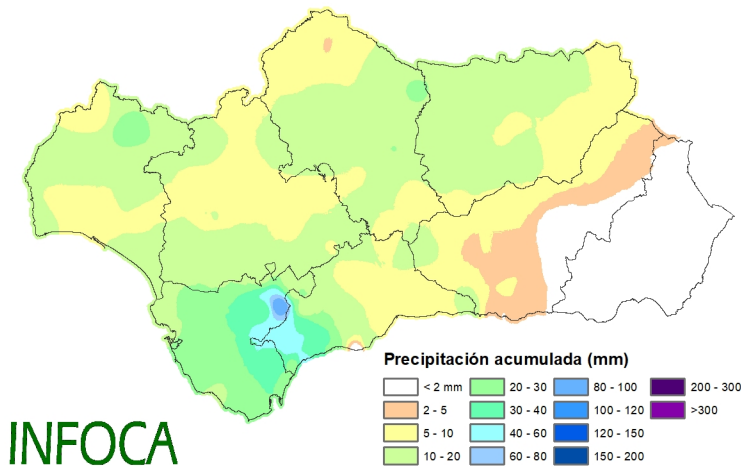 Precipitación acumulada (mm)
< 2 mm 20 - 30 80 - 100 200 - 300
2 - 5 30 - 40 100 - 120 >300
5 - 10 40 - 60 120 - 150
10 - 20 60 - 80 150 - 200
INFOCA